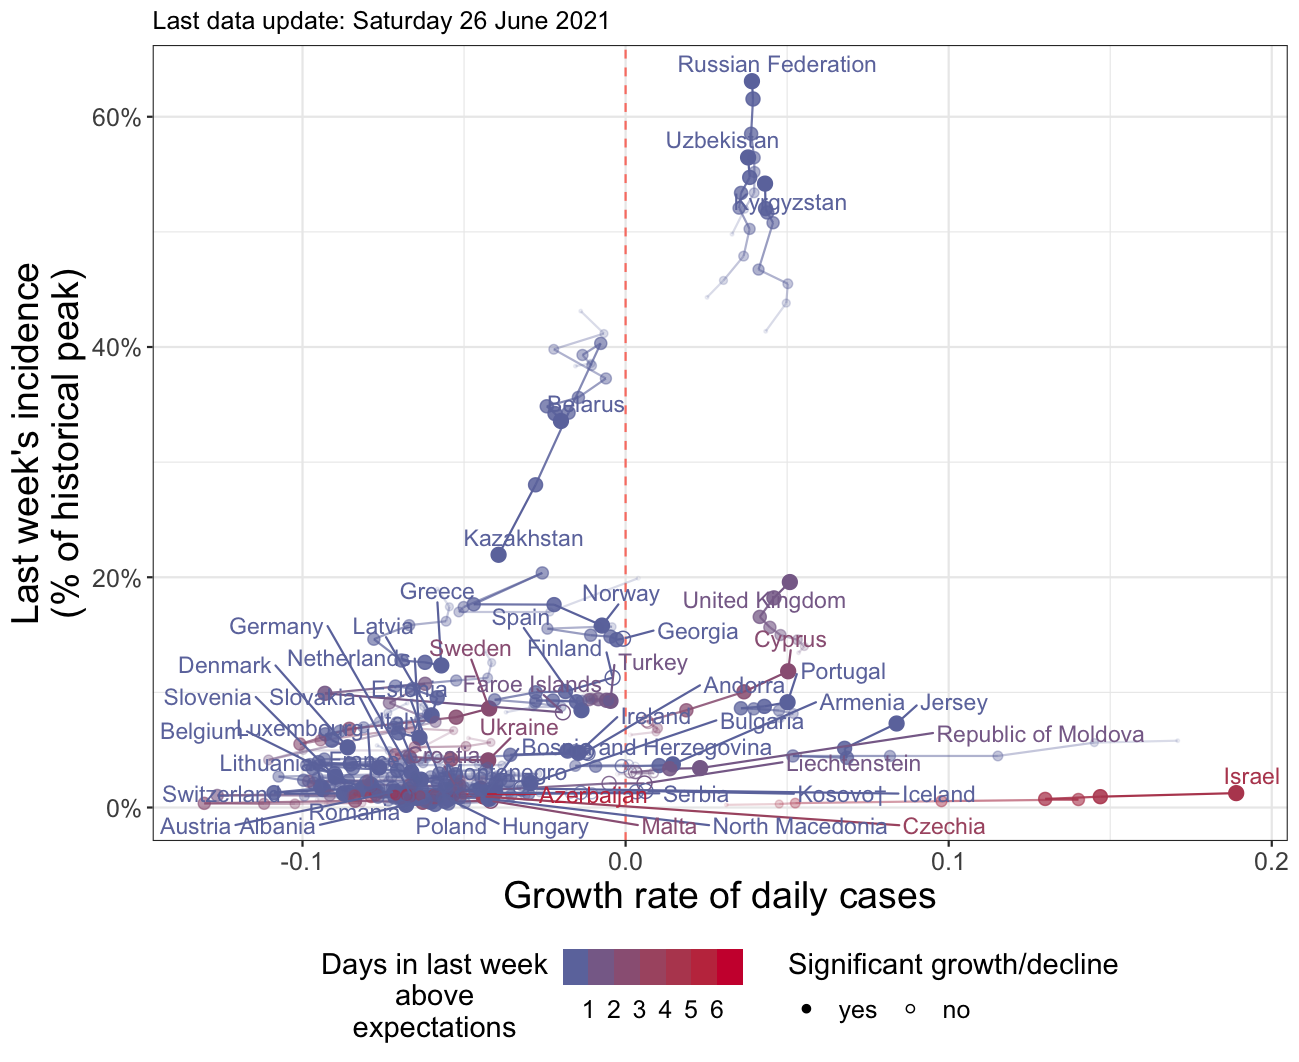 Last data update: Saturday 26 June 2021
Last week's incidence
(% of historical peak)
60%
40%
20%
0%
Russian Federation
Uzbekistan
Kyrgyzstan
Belarus
Kazakhstan
Greece
Norway
United Kingdom
Germany
Latvia
Spain
Georgia
Sweden
Finland
Cyprus
Denmark
Netherlands
Turkey
Portugal
Slovenia
Slovakia
Estonia
Faroe Islands
Andorra
Armenia
Jersey
Belgium
Luxembourg
Italy
Ukraine
Ireland
Bulgaria
Republic of Moldova
Lithuania
France
Croatia
Bosnia and Herzegovina
Liechtenstein
Montenegro
Israel
Switzerland
Azerbaijan
Serbia
Kosovo†
Iceland
Romania
Austria
Albania
Poland
Hungary
Malta
North Macedonia
Czechia
-0.1
0.0
0.1
0.2
Growth rate of daily cases
Days in last week
above
expectations
1 2 3 4 5 6
Significant growth/decline
yes
no